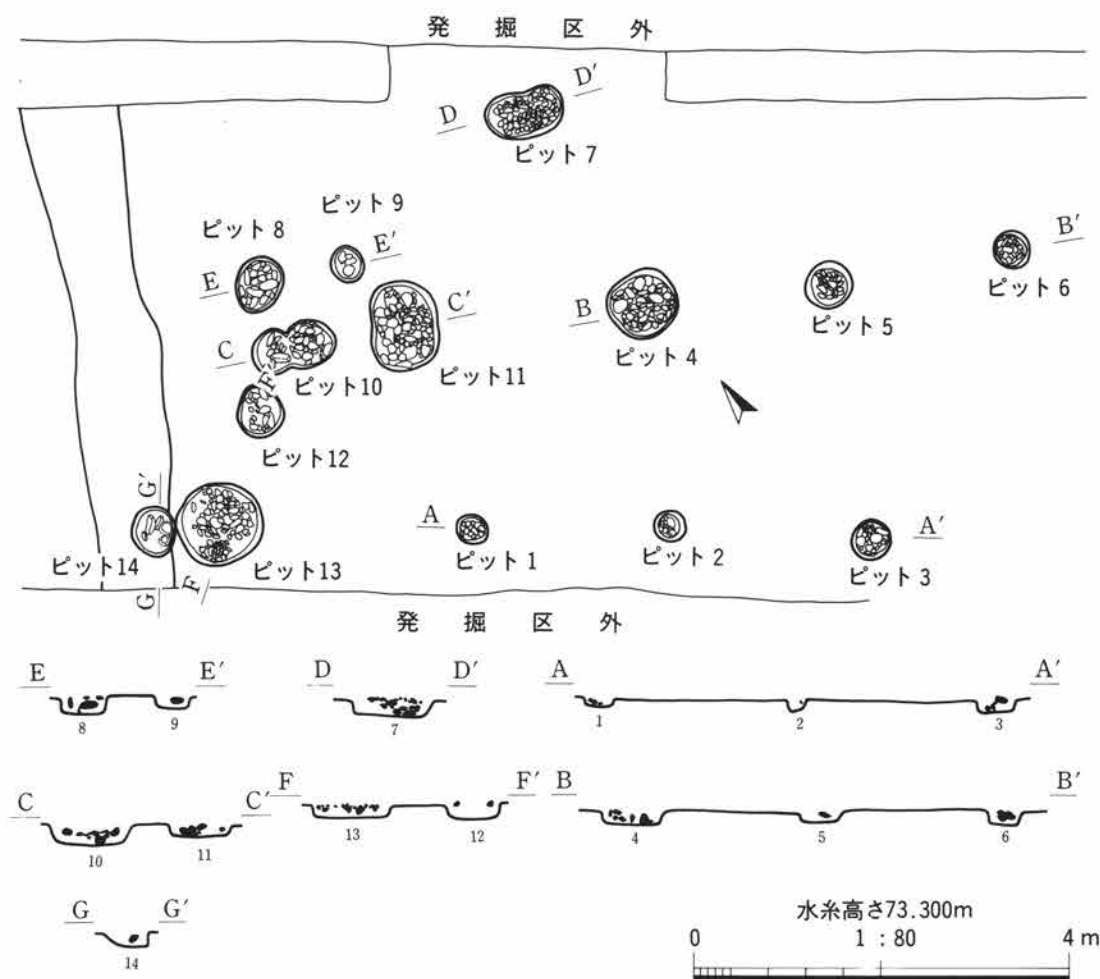 発掘区外
D D′
ピット7
ピット9
ピット8
E E′
B′
ピット6
C′
B
ピット5
C
ピット4
F′
ピット10 ピット11
ピット12
G′
A
A′
ピット14 ピット13 ピット1 ピット2 ピット3
G F
発掘区外
E E′ D D′ A A′
8 9 7 1 2 3
C C′ F F′ B B′
10 11 13 12 4 5 6
G G′
14
水糸高さ73.300m
0 1:80 4m